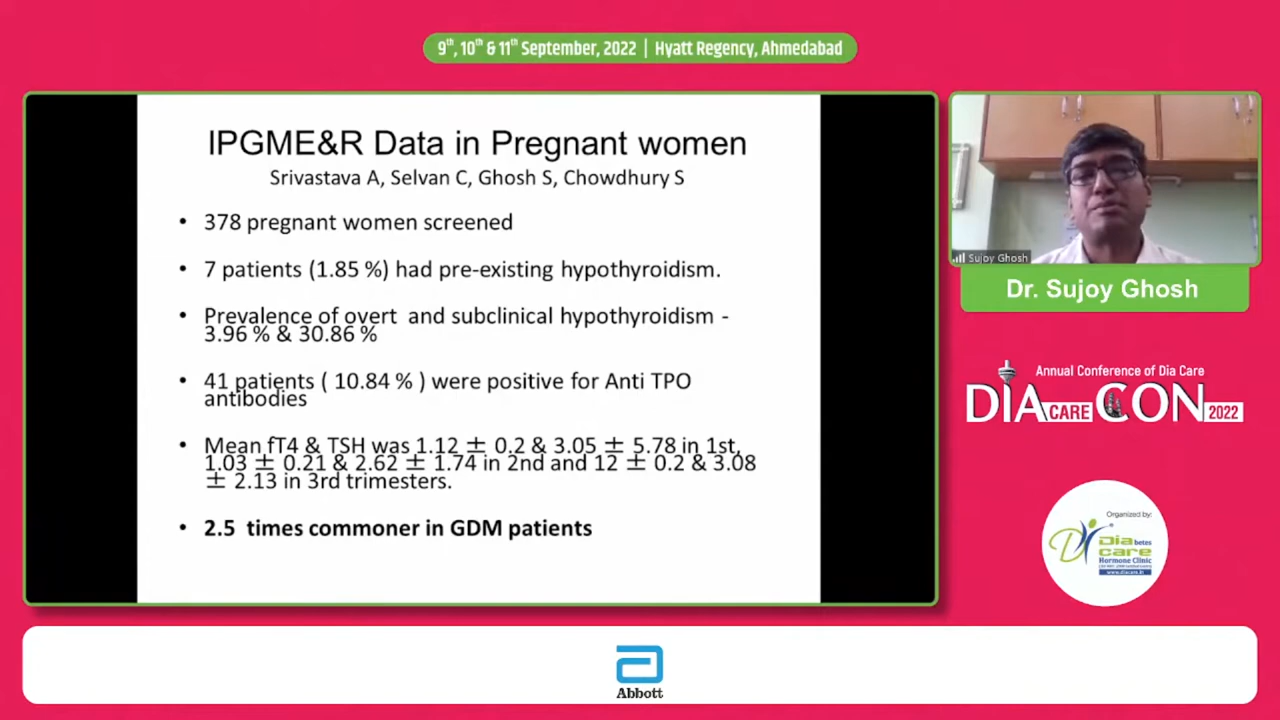 9th, 10th & 11th September, 2022 | Hyatt Regency, Ahmedabad
IPGME&R Data in Pregnant women
Srivastava A, Selvan C, Ghosh S, Chowdhury S
• 378 pregnant women screened
• 7 patients (1.85 %) had pre-existing hypothyroidism.
• Prevalence of overt and subclinical hypothyroidism -
3.96 % & 30.86 %
• 41 patients ( 10.84 % ) were positive for Anti TPO
antibodies
• Mean fT4 & TSH was 1.12 ± 0.2 & 3.05 ± 5.78 in 1st,
1.03 ± 0.21 & 2.62 ± 1.74 in 2nd and 12 ± 0.2 & 3.08
± 2.13 in 3rd trimesters.
• 2.5 times commoner in GDM patients
Sujoy Ghosh
Dr. Sujoy Ghosh
Annual Conference of Dia Care
DIA CARE CON 2022
Organized by:
Diabetes
care
Hormone Clinic
www.diacare.in
Abbott